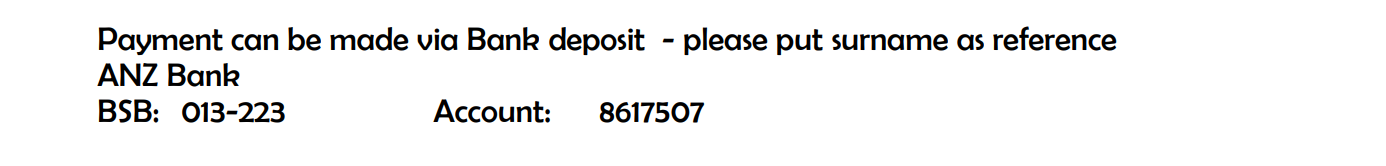 Payment can be made via Bank deposit  - please put surname as reference
ANZ Bank
BSB:   013-223                    Account:       8617507